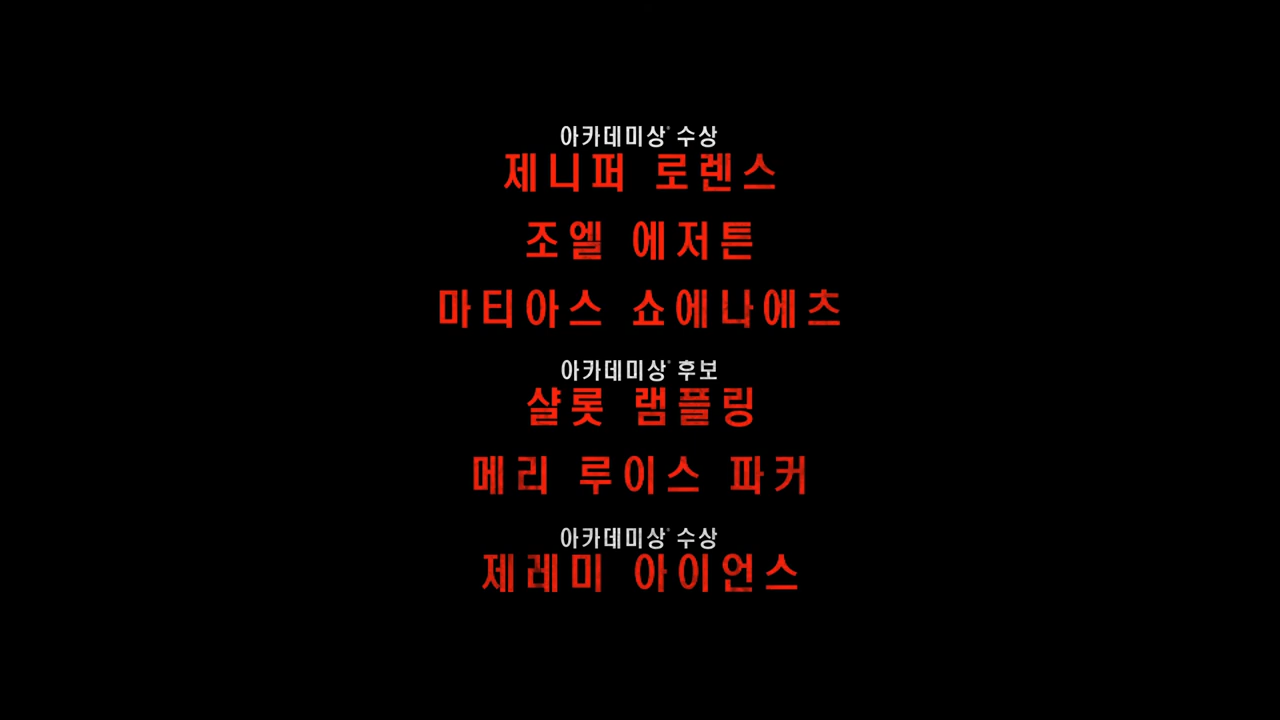 아카데미상® 수상
제니퍼 로렌스
조엘 에저튼
마티아스 쇼에나에츠
아카데미상® 후보
샬롯 램플링
메리 루이스 파커
아카데미상® 수상
제레미 아이언스